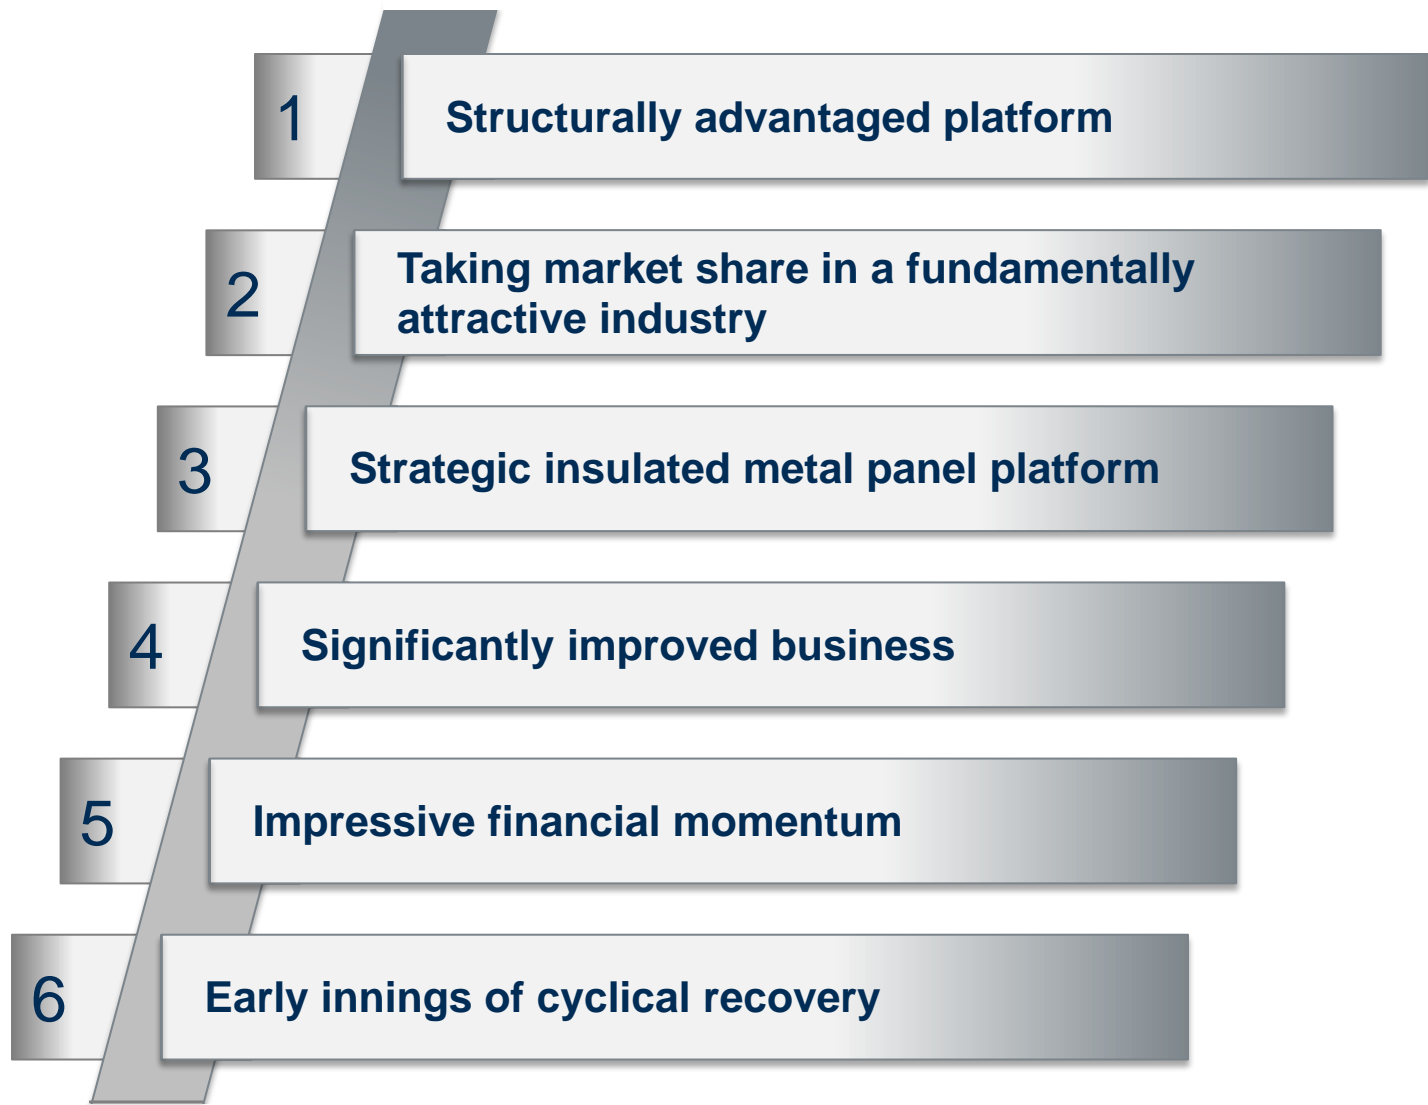 1
Structurally advantaged platform
2
Taking market share in a fundamentally
attractive industry
3
Strategic insulated metal panel platform
4
Significantly improved business
5
Impressive financial momentum
6
Early innings of cyclical recovery